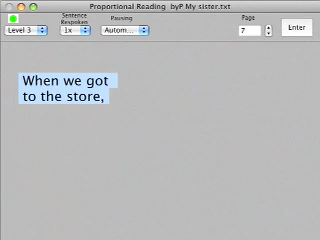 Proportional Reading byP My sister.txt
Sentence
Respoken
Pausing
Page
Level 3
1x
Autom...
7
Enter
When we got
to the store,